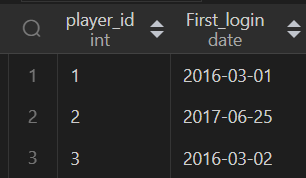 player_id First_login
int date
1 1 2016-03-01
2 2 2017-06-25
3 3 2016-03-02